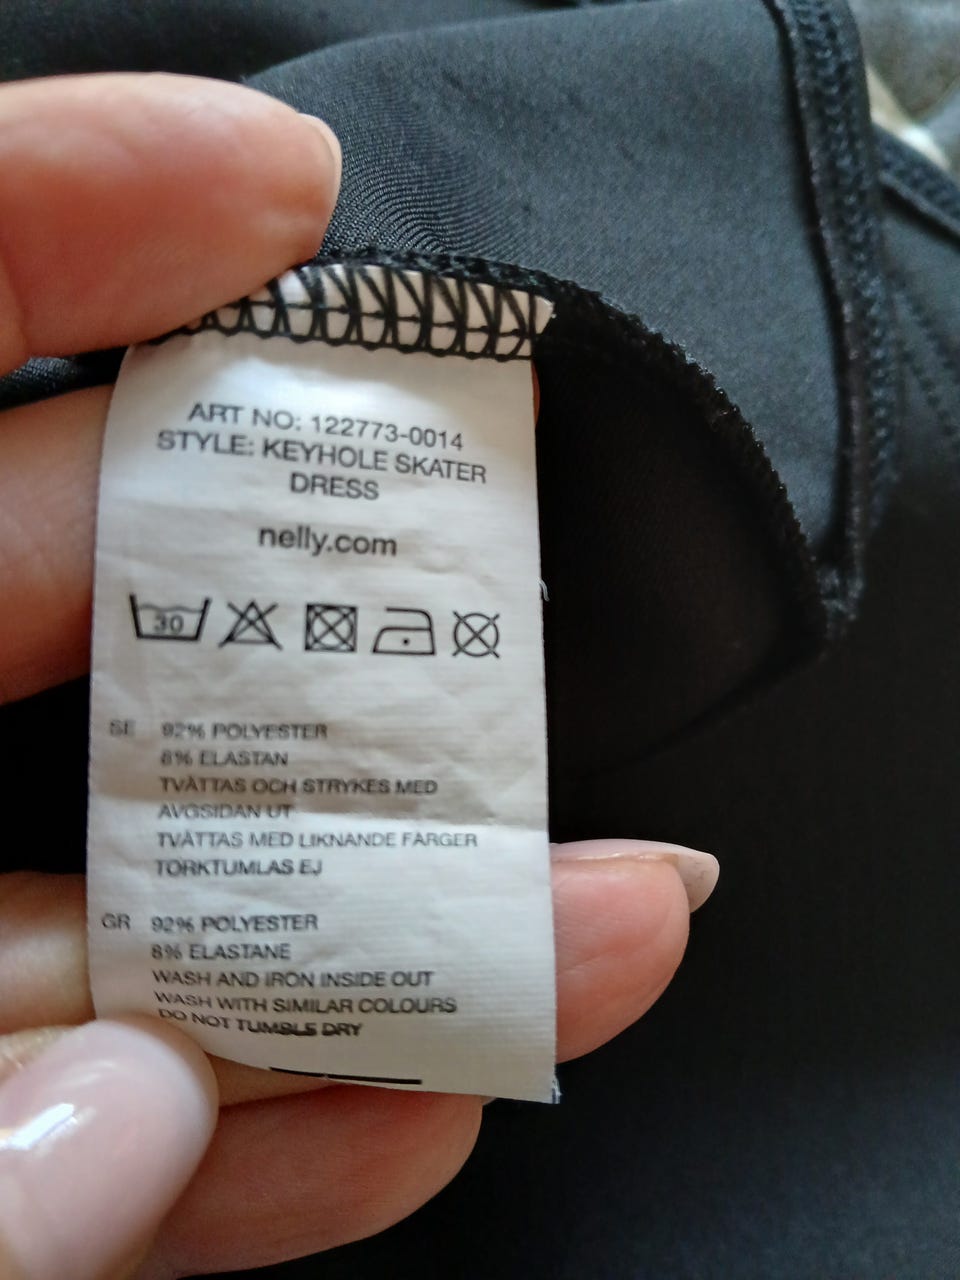 ART NO: 122773-0014
STYLE: KEYHOLE SKATER
DRESS
nelly.com
30
SE 92% POLYESTER
8% ELASTAN
TVÄTTAS OCH STRYKES MED
AVGSIDAN UT
TVÄTTAS MED LIKNANDE FÄRGER
TORKTUMLAS EJ
GR 92% POLYESTER
8% ELASTANE
WASH AND IRON INSIDE OUT
WASH WITH SIMILAR COLOURS
DO NOT TUMBLE DRY